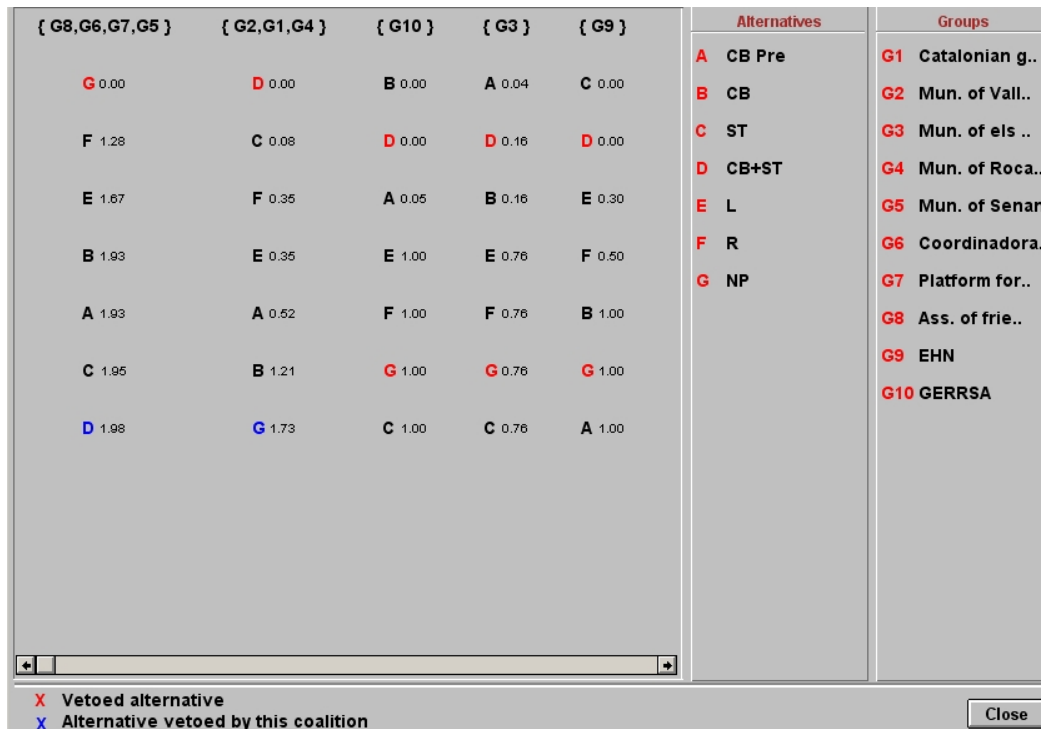 { G8,G6,G7,G5 } { G2,G1,G4 } { G10 } { G3 } { G9 }
G 0.00 D 0.00 B 0.00 A 0.04 C 0.00
F 1.28 C 0.08 D 0.00 D 0.16 D 0.00
E 1.67 F 0.35 A 0.05 B 0.16 E 0.30
B 1.93 E 0.35 E 1.00 E 0.76 F 0.50
A 1.93 A 0.52 F 1.00 F 0.76 B 1.00
C 1.95 B 1.21 G 1.00 G 0.76 G 1.00
D 1.98 G 1.73 C 1.00 C 0.76 A 1.00
Alternatives
A CB Pre
B CB
C ST
D CB+ST
E L
F R
G NP
Groups
G1 Catalonian g..
G2 Mun. of Vall..
G3 Mun. of els ..
G4 Mun. of Roca..
G5 Mun. of Senan
G6 Coordinadora.
G7 Platform for..
G8 Ass. of frie..
G9 EHN
G10 GERRSA
X Vetoed alternative
X Alternative vetoed by this coalition
Close